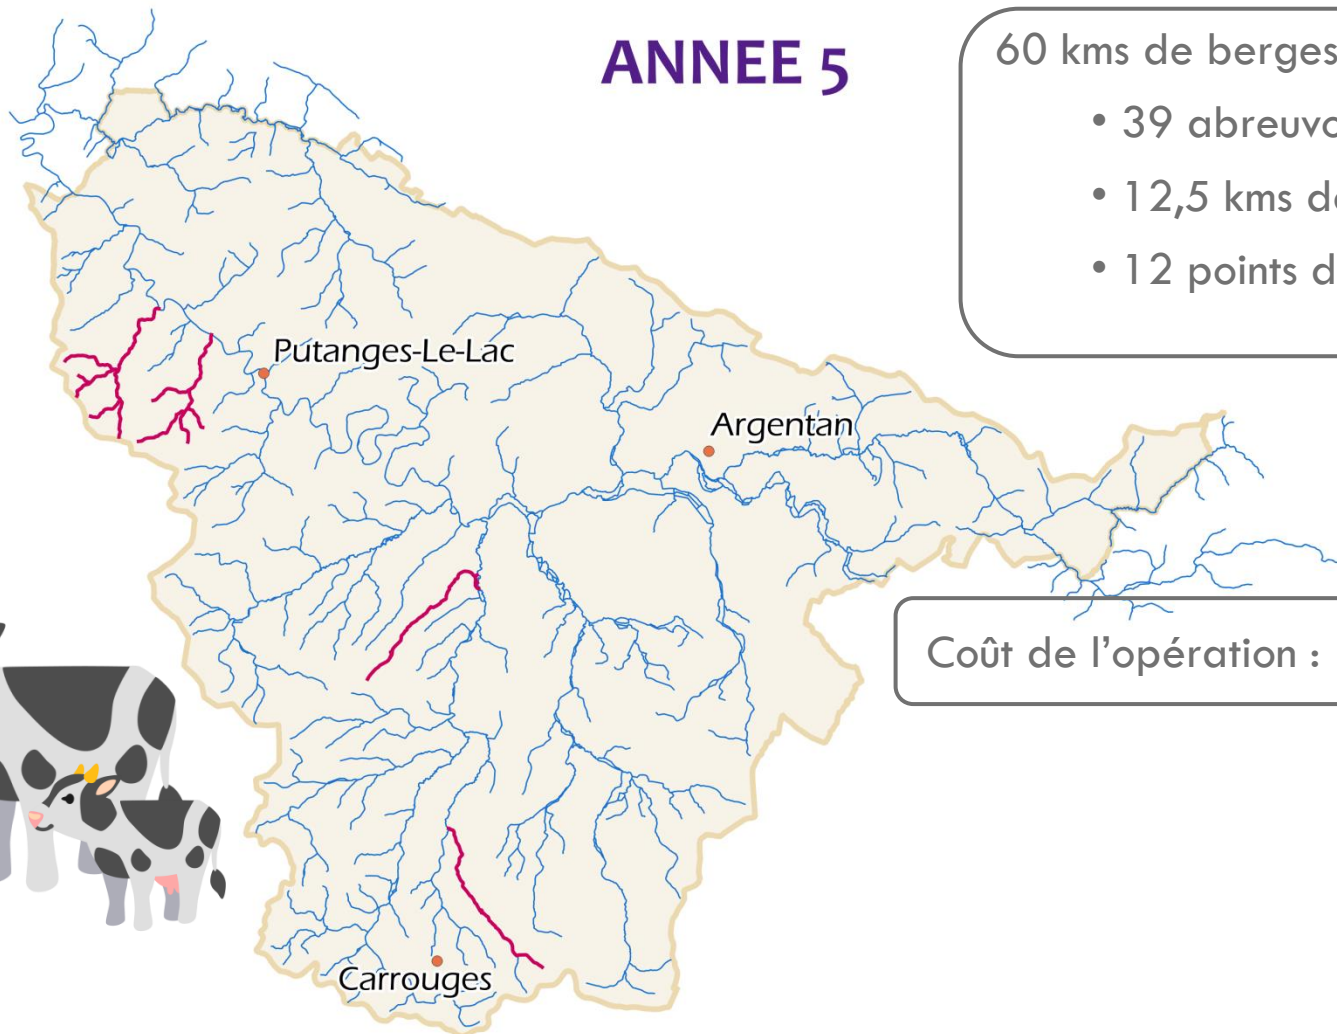 ANNEE 5
60 kms de berges
• 39
• 12,5 kms
• 12 points
Putanges-Le-Lac
Argentan
Coût de l'opération :
Carrouges